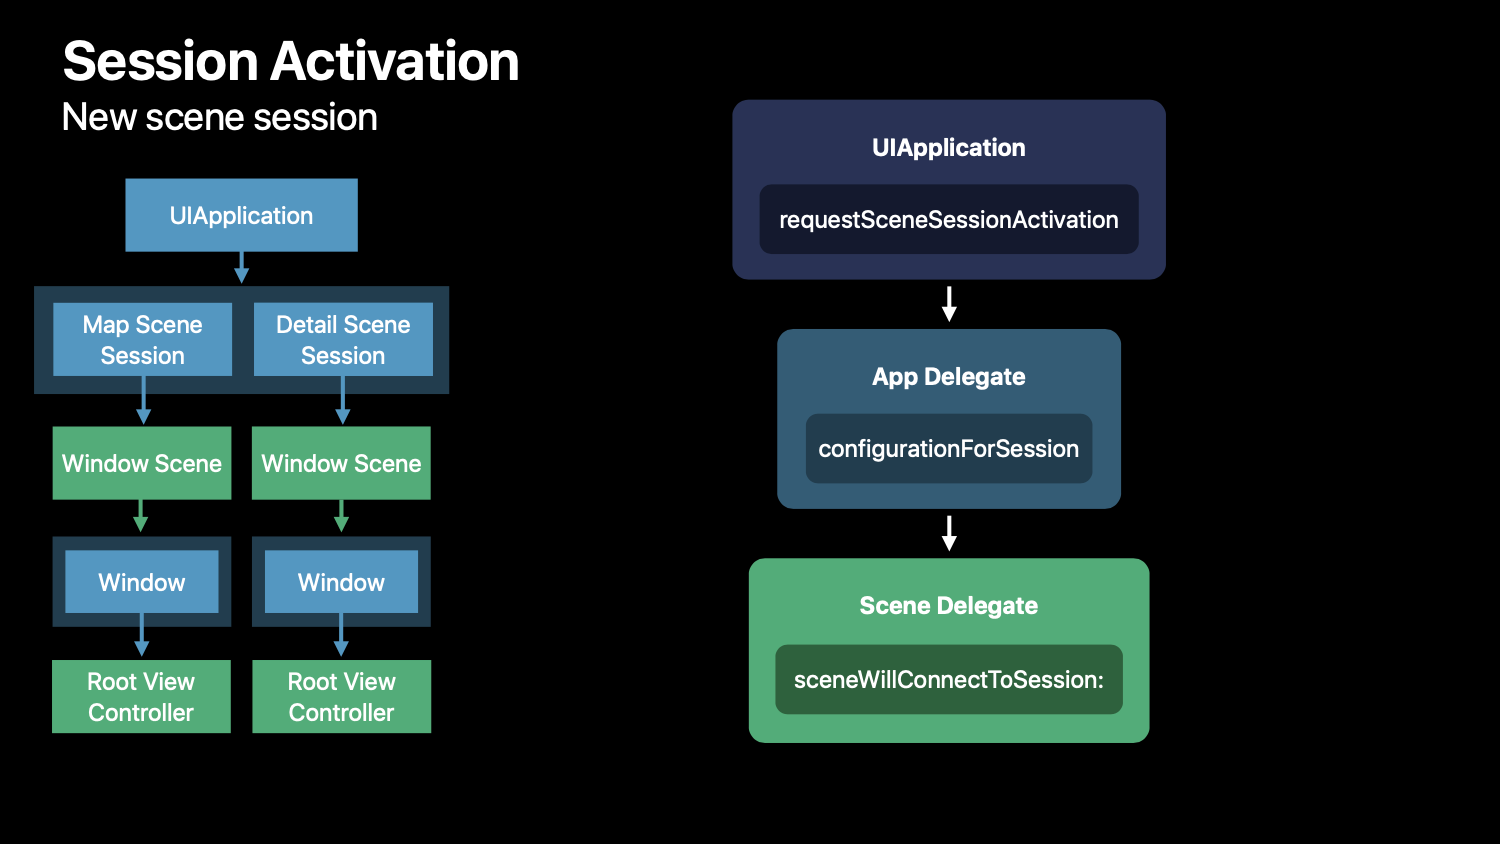 Session Activation
New scene session
UIApplication
Map Scene
Session
Detail Scene
Session
Window Scene
Window Scene
Window
Window
Root View
Controller
Root View
Controller
UIApplication
requestSceneSessionActivation
App Delegate
configurationForSession
Scene Delegate
sceneWillConnectToSession: